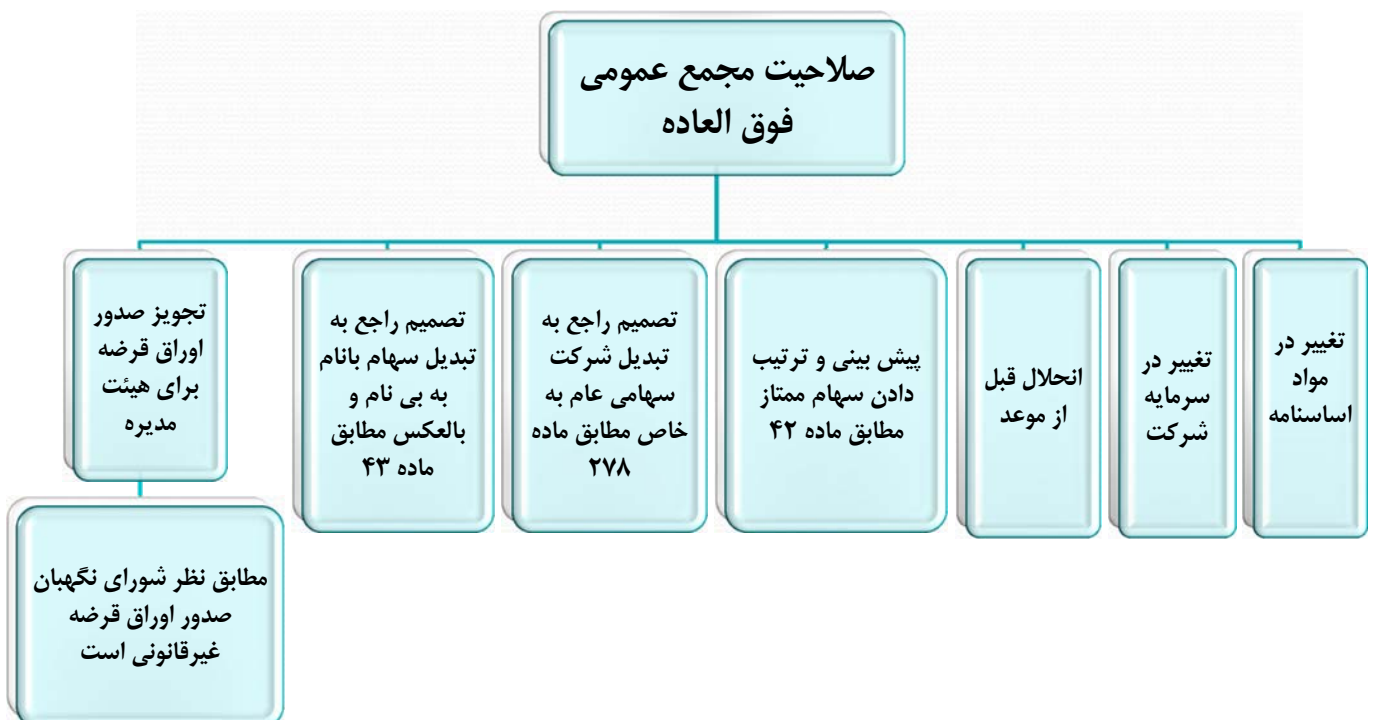 صلاحیت مجمع عمومی
فوق العاده
تغییر در
مواد
اساسنامه
تغییر در
سرمایه
شرکت
انحلال قبل
از موعد
پیش بینی و ترتیب
دادن سهام ممتاز
مطابق ماده ۴۲
تصمیم راجع به
تبدیل شرکت
سهامی عام به
خاص مطابق ماده
۲۷۸
تصمیم راجع به
تبدیل سهام بانام
به بی نام و
بالعکس مطابق
ماده ۴۳
تجویز صدور
اوراق قرضه
برای هیئت
مدیره
مطابق نظر شورای نگهبان
صدور اوراق قرضه
غیرقانونی است